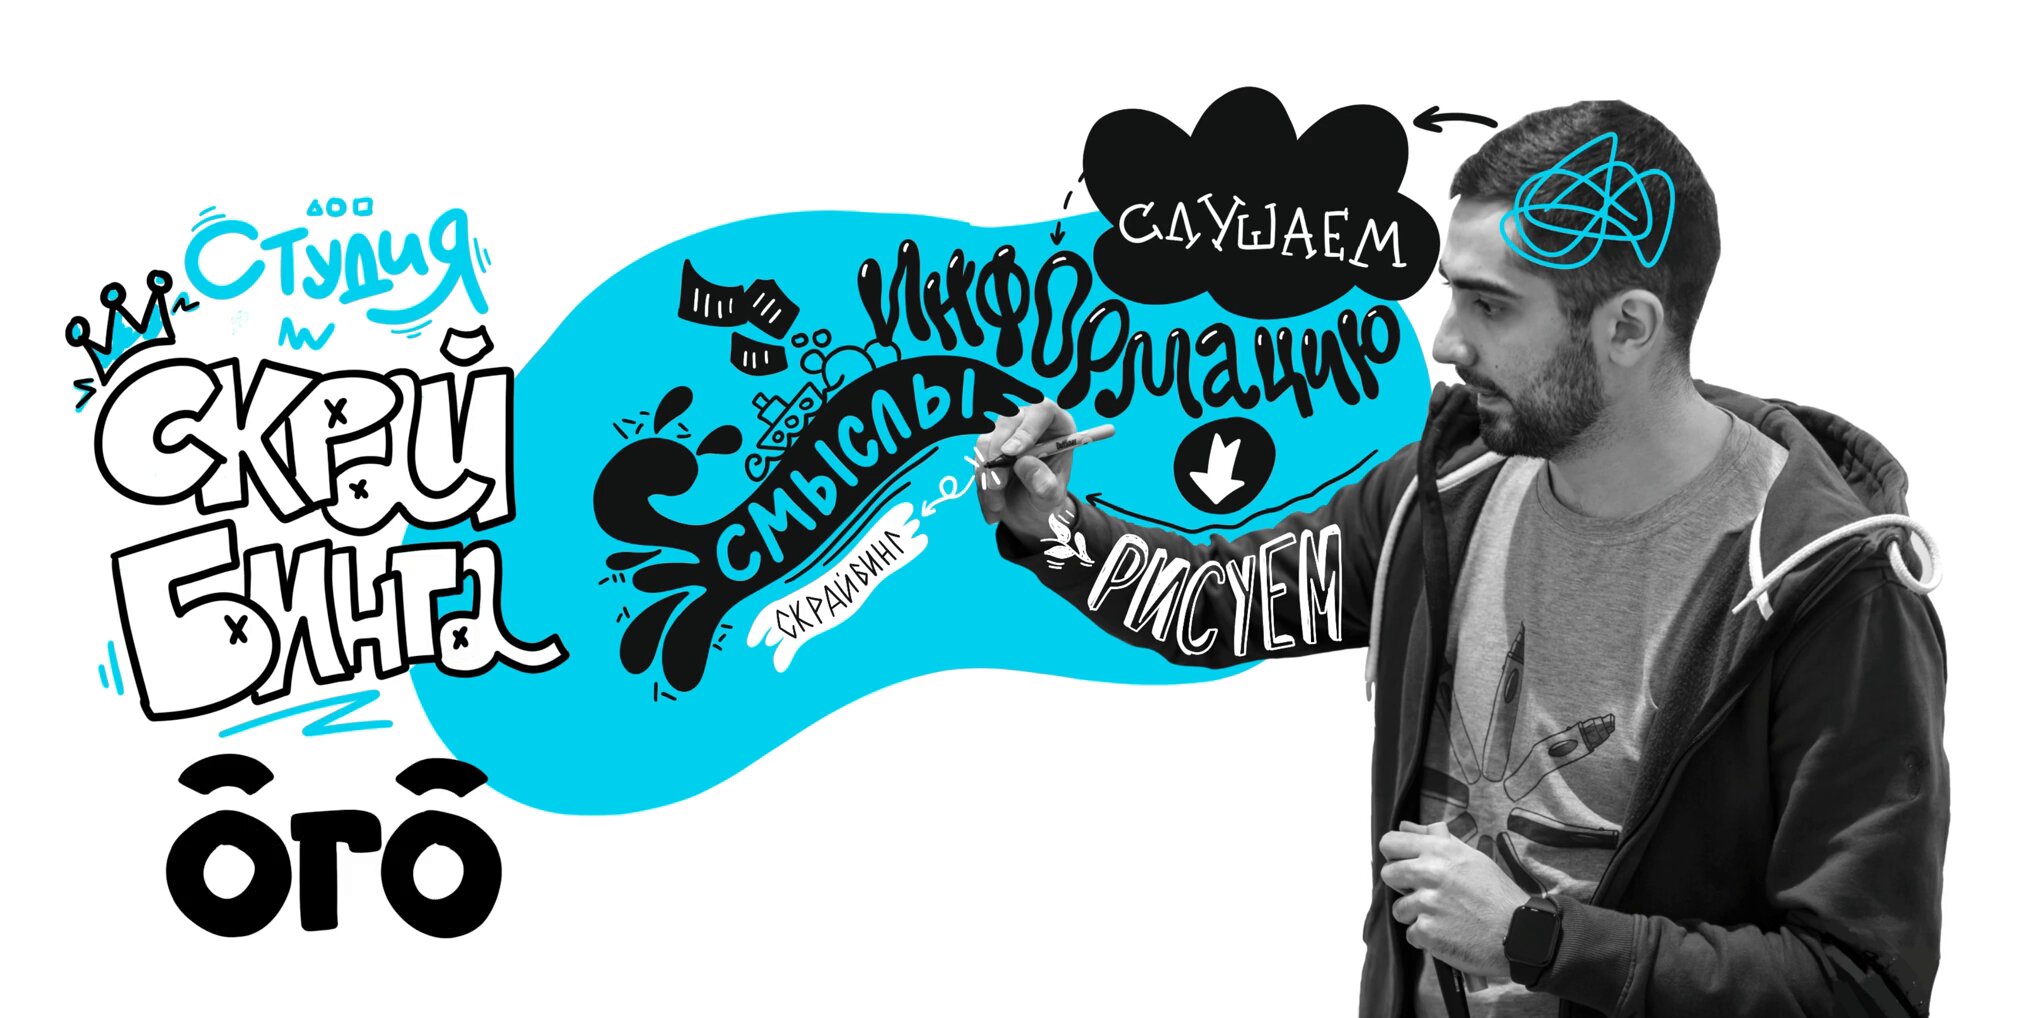 Студия
СКРАЙ
БИНГА
ОГО
СЛУШАЕМ
ИНФОРМАЦИЮ
СМЫСЛЫ
СКРАЙБИНГ
РИСУЕМ